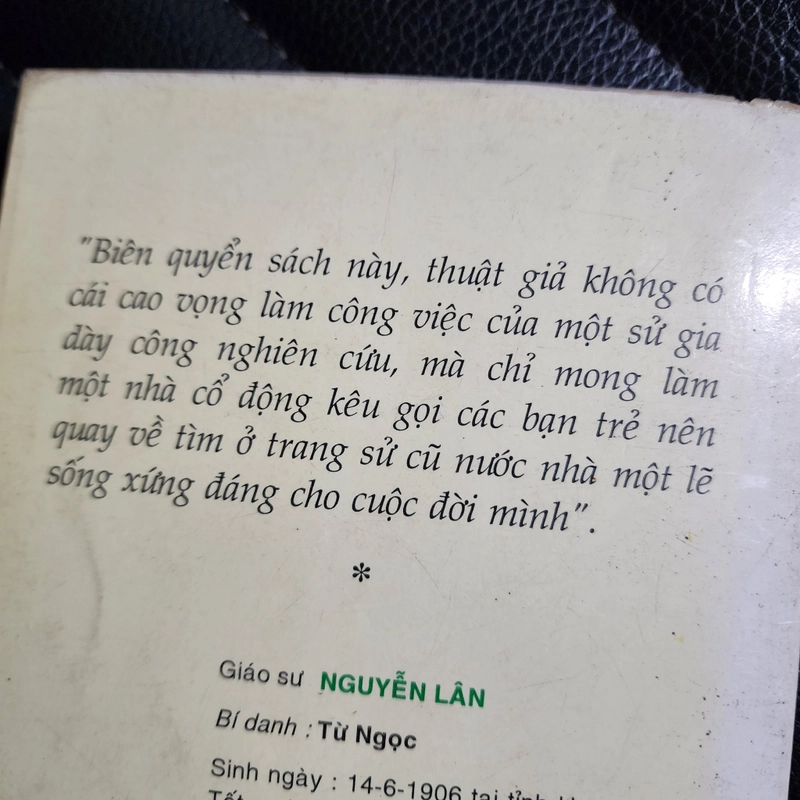 "Biên quyển sách này, thuật giả không có
cái cao vọng làm công việc của một sử gia
dày công nghiên cứu, mà chỉ mong làm
một nhà cổ động kêu gọi các bạn trẻ nên
quay về tìm ở trang sử cũ nước nhà một lẽ
sống xứng đáng cho cuộc đời mình".
*
Giáo sư NGUYỄN LÂN
Bí danh : Từ Ngọc
Sinh ngày : 14-6-1906 tại tỉnh